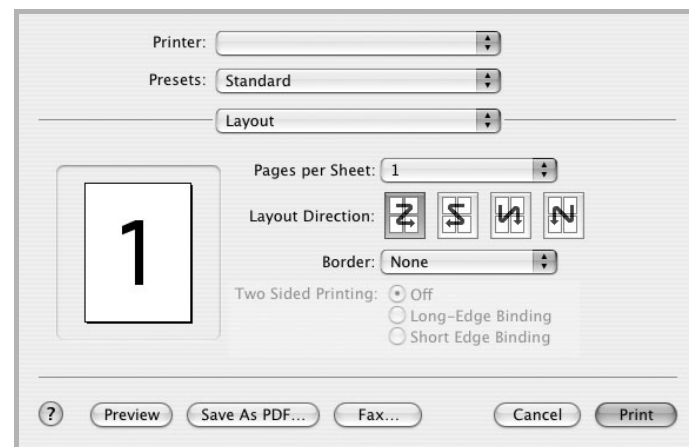 Printer:
Presets: Standard
Layout
Pages per Sheet: 1
1
Layout Direction:
Border: None
Two Sided Printing: Off
Long-Edge Binding
Short Edge Binding
? Preview Save As PDF... Fax... Cancel Print